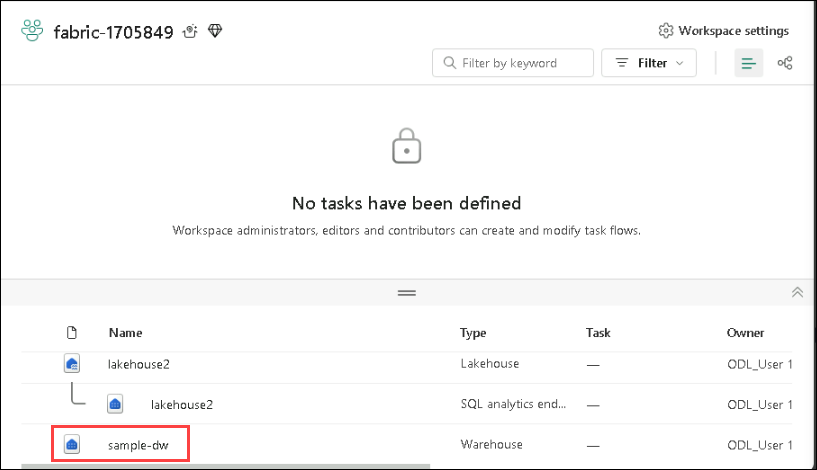 fabric-1705849
Workspace settings
Filter by keyword
Filter
No tasks have been defined
Workspace administrators, editors and contributors can create and modify task flows.
Name Type Task Owner
lakehouse2 Lakehouse — ODL_User 1
lakehouse2 SQL analytics end... — ODL_User 1
sample-dw Warehouse — ODL_User 1